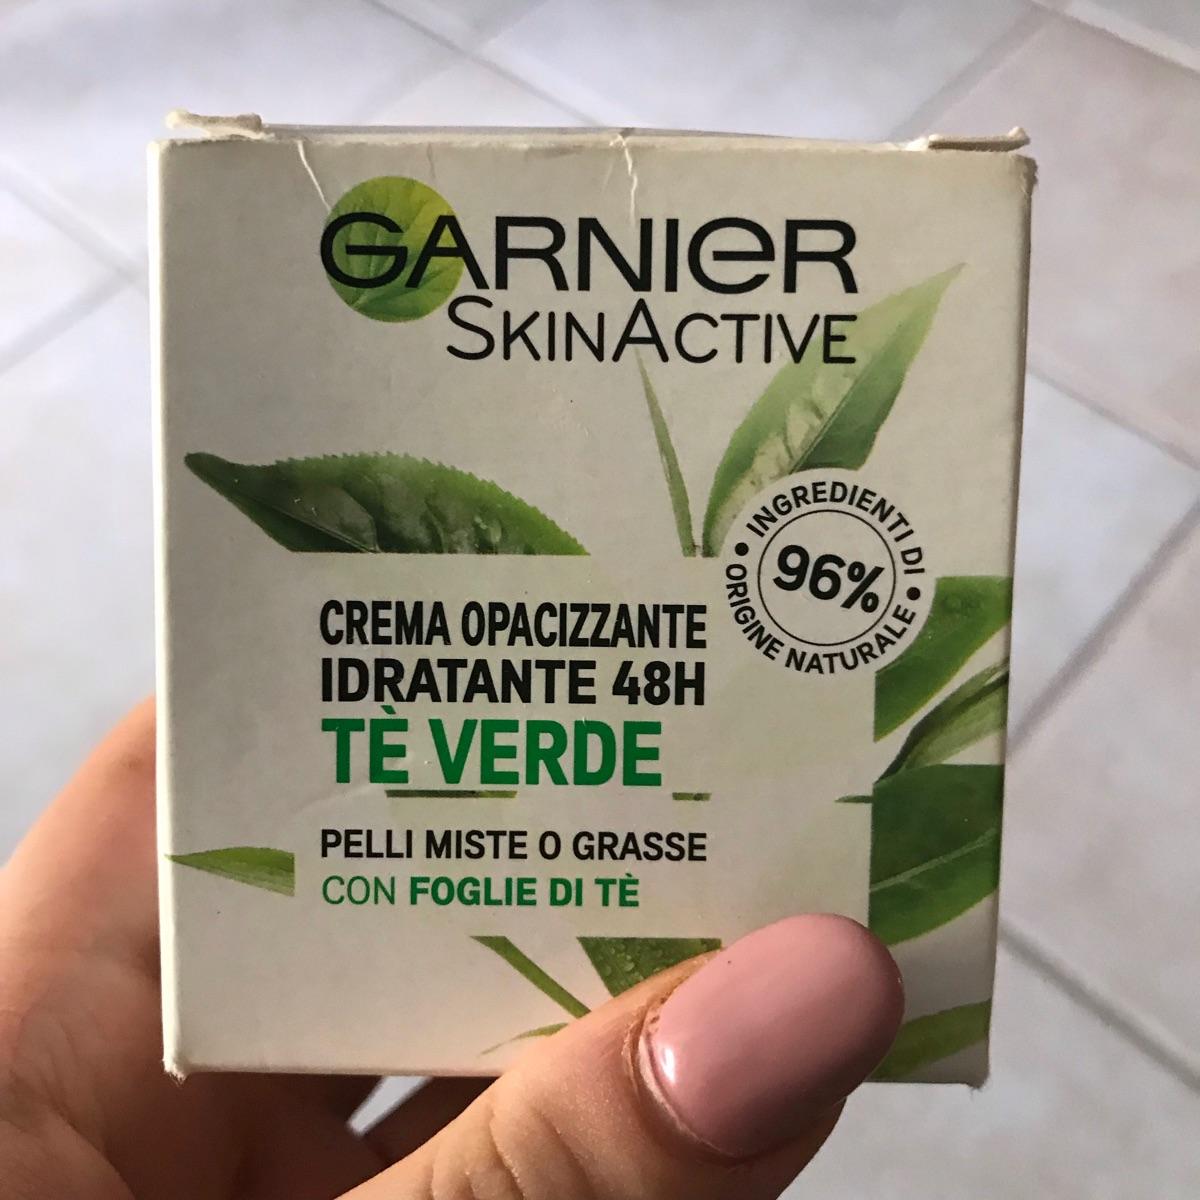 GARNIER
SKINACTIVE
INGREDIENTI DI
ORIGINE NATURALE
96%
CREMA OPACIZZANTE
IDRATANTE 48H
TÈ VERDE
PELLI MISTE O GRASSE
CON FOGLIE DI TÈ